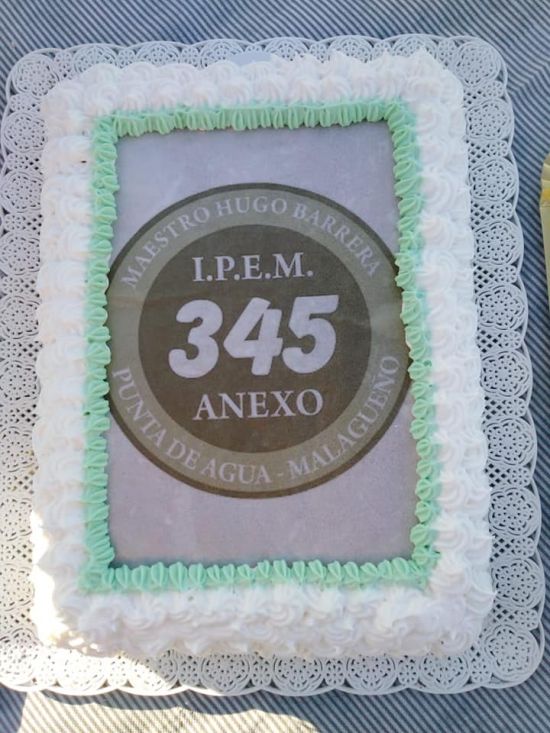 MAESTRO HUGO BARRERA
I.P.E.M.
345
ANEXO
PUNTA DE AGUA - MALAGUEÑO